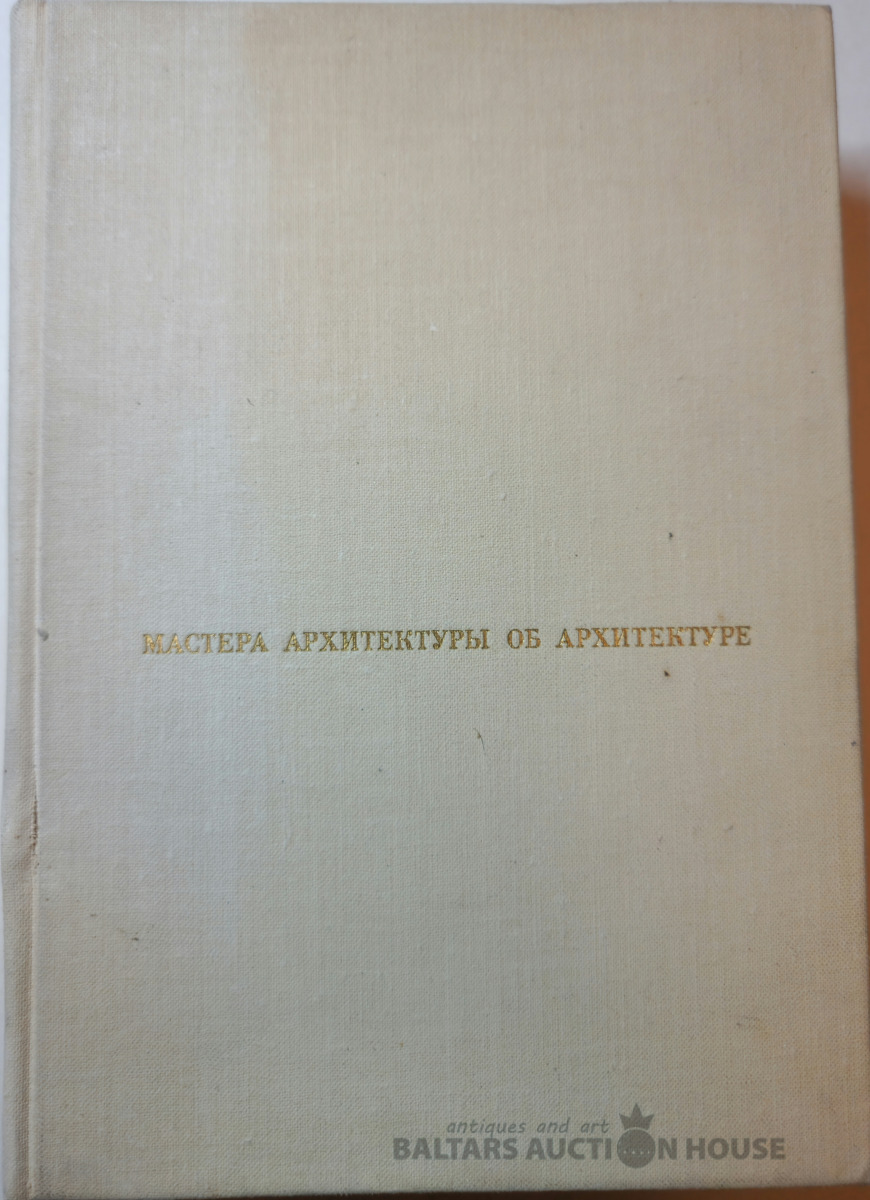 МАСТЕРА АРХИТЕКТУРЫ ОБ АРХИТЕКТУРЕ
antiques and art
BALTARS AUCTION HOUSE